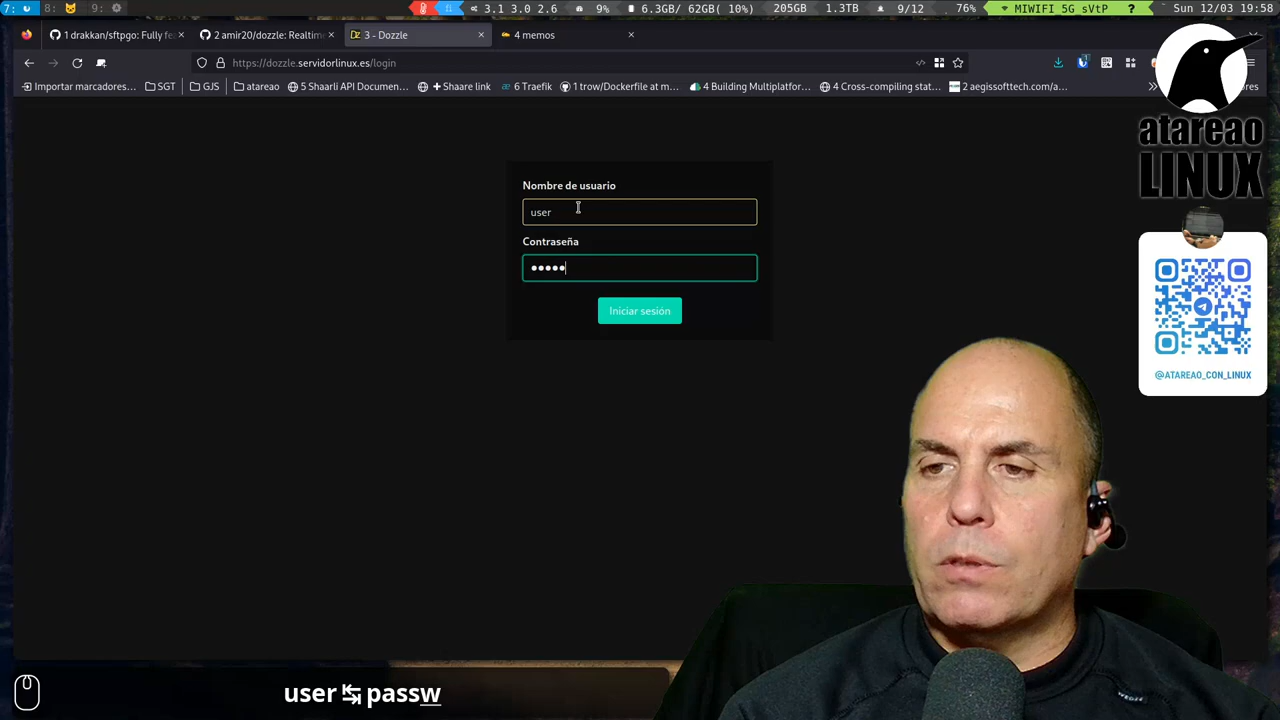 7: 8: 9: 3.1 3.0 2.6 9% 6.3GB/ 62GB( 10%) 205GB 1.3TB 9/12 76% MIWIFI_5G_sVtP ? Sun 12/03 19:58
1 drakkan/sftpgo: Fully fe
2 amir20/dozzle: Realtime
3 - Dozzle
4 memos
https://dozzle.servidorlinux.es/login
Importar marcadores...
SGT
GJS
atareao
5 Shaarli API Documen...
Shaare link
6 Traefik
1 trow/Dockerfile at m...
4 Building Multiplatfor...
4 Cross-compiling stat...
2 aegissofttech.com/a...
ores
atareao
LINUX
@ATAREAO_CON_LINUX
Nombre de usuario
user
Contraseña
•••••
Iniciar sesión
user ↹ passw